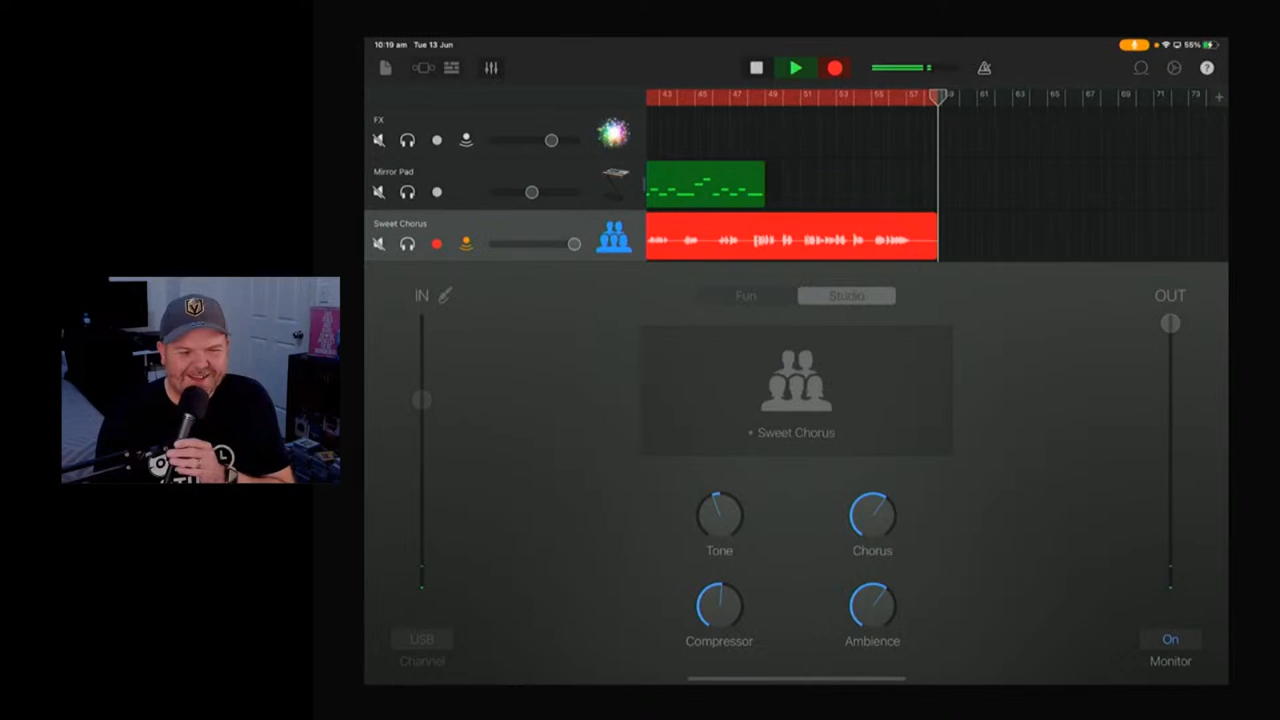 10:19 am Tue 13 Jun
55%
43 45 47 49 51 53 55 57 59 61 63 65 67 69 71 73 +
FX
Mirror Pad
Sweet Chorus
IN
Fun
Studio
OUT
• Sweet Chorus
Tone
Chorus
Compressor
Ambience
USB
Channel
On
Monitor